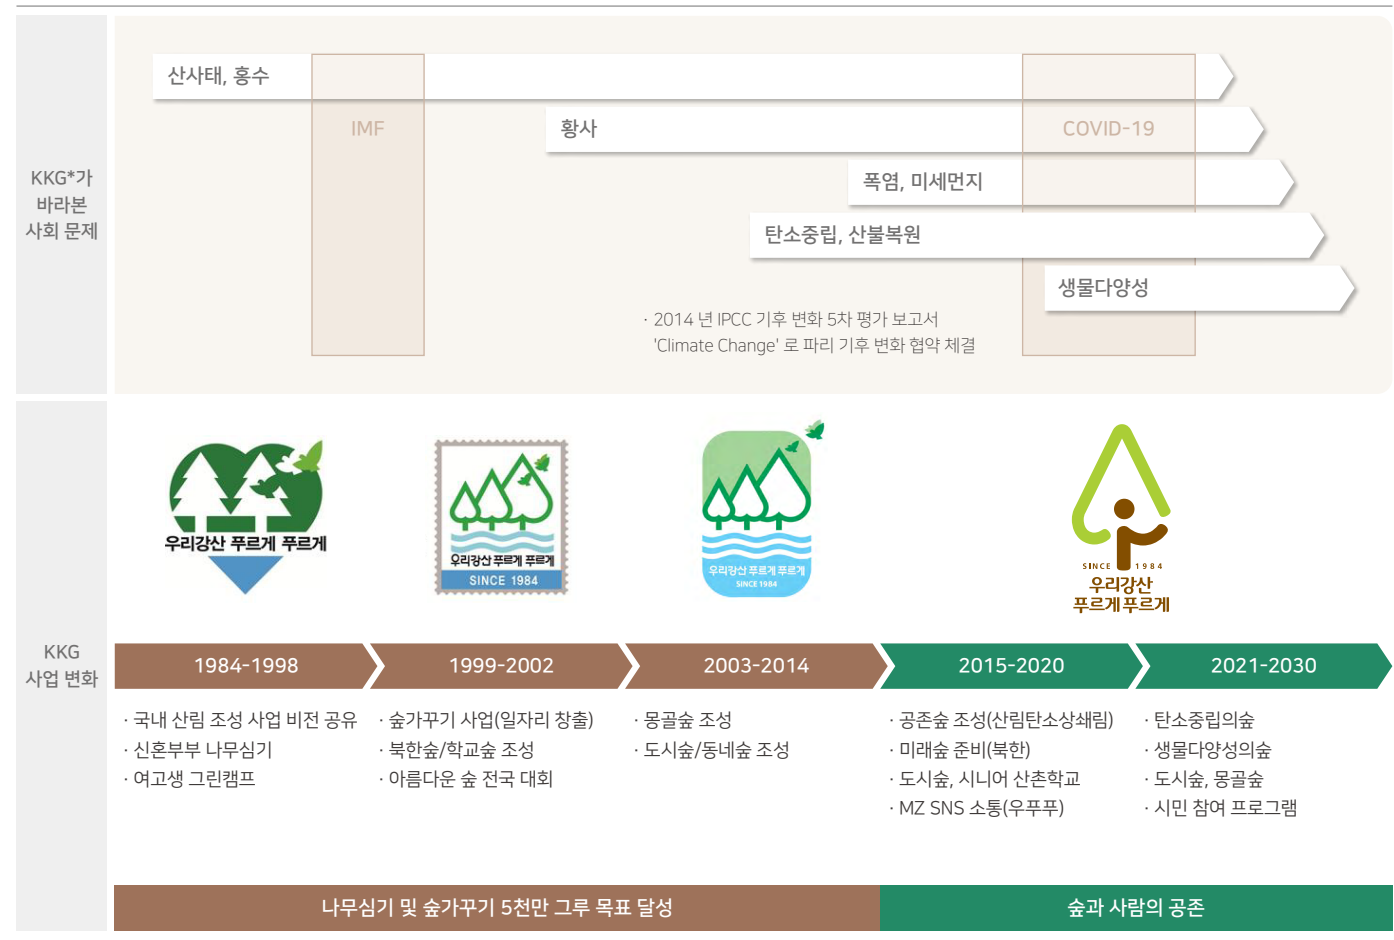 KKG*가
바라본
사회 문제
산사태, 홍수
IMF
황사
COVID-19
폭염, 미세먼지
탄소중립, 산불복원
생물다양성
· 2014 년 IPCC 기후 변화 5차 평가 보고서
'Climate Change' 로 파리 기후 변화 협약 체결
KKG
사업 변화
우리강산 푸르게 푸르게
우리강산 푸르게 푸르게
SINCE 1984
우리강산 푸르게 푸르게
SINCE 1984
SINCE 1984
우리강산
푸르게 푸르게
1984-1998
· 국내 산림 조성 사업 비전 공유
· 신혼부부 나무심기
· 여고생 그린캠프
1999-2002
· 숲가꾸기 사업(일자리 창출)
· 북한숲/학교숲 조성
· 아름다운 숲 전국 대회
2003-2014
· 몽골숲 조성
· 도시숲/동네숲 조성
2015-2020
· 공존숲 조성(산림탄소상쇄림)
· 미래숲 준비(북한)
· 도시숲, 시니어 산촌학교
· MZ SNS 소통(우푸푸)
2021-2030
· 탄소중립의숲
· 생물다양성의숲
· 도시숲, 몽골숲
· 시민 참여 프로그램
나무심기 및 숲가꾸기 5천만 그루 목표 달성
숲과 사람의 공존